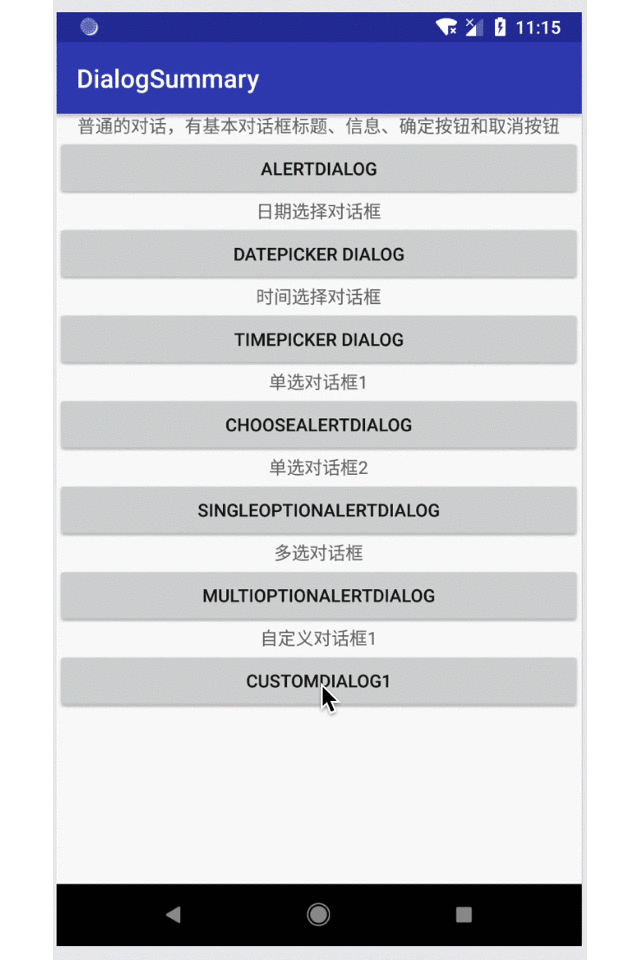 11:15
DialogSummary
普通的对话，有基本对话框标题、信息、确定按钮和取消按钮
ALERTDIALOG
日期选择对话框
DATEPICKER DIALOG
时间选择对话框
TIMEPICKER DIALOG
单选对话框1
CHOOSEALERTDIALOG
单选对话框2
SINGLEOPTIONALERTDIALOG
多选对话框
MULTIOPTIONALERTDIALOG
自定义对话框1
CUSTOMDIALOG1